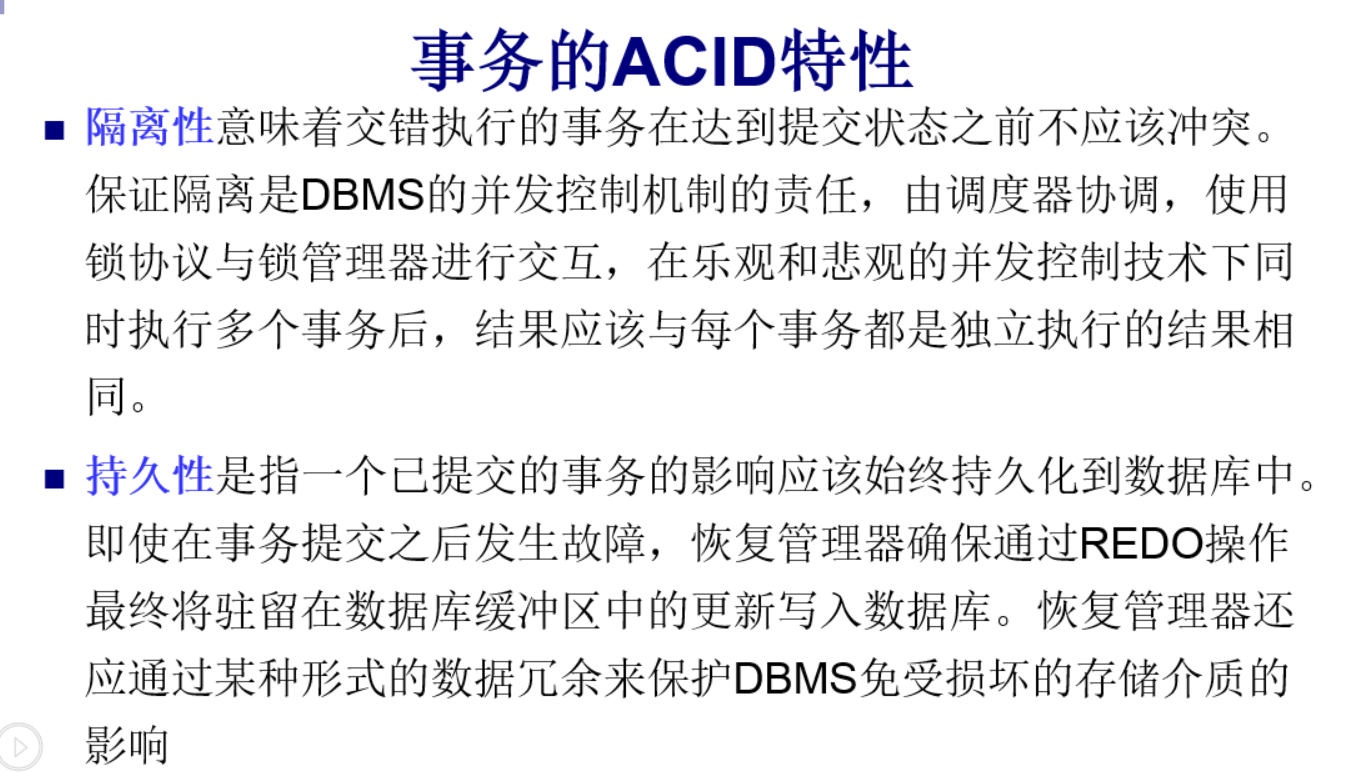 事务的ACID特性
■ 隔离性意味着交错执行的事务在达到提交状态之前不应该冲突。
保证隔离是DBMS的并发控制机制的责任，由调度器协调，使用
锁协议与锁管理器进行交互，在乐观和悲观的并发控制技术下同
时执行多个事务后，结果应该与每个事务都是独立执行的结果相
同。
■ 持久性是指一个已提交的事务的影响应该始终持久化到数据库中。
即使在事务提交之后发生故障，恢复管理器确保通过REDO操作
最终将驻留在数据库缓冲区中的更新写入数据库。恢复管理器还
应通过某种形式的数据冗余来保护DBMS免受损坏的存储介质的
影响